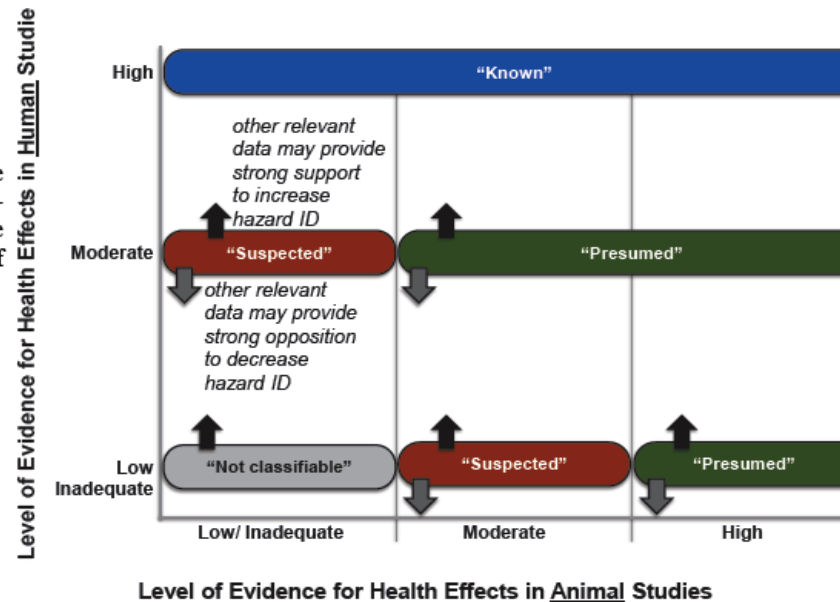 Level of Evidence for Health Effects in Human Studie
High
“Known”
other relevant
data may provide
strong support
to increase
hazard ID
Moderate
“Suspected”
“Presumed”
other relevant
data may provide
strong opposition
to decrease
hazard ID
Low
Inadequate
“Not classifiable”
“Suspected”
“Presumed”
Low/ Inadequate
Moderate
High
Level of Evidence for Health Effects in Animal Studies